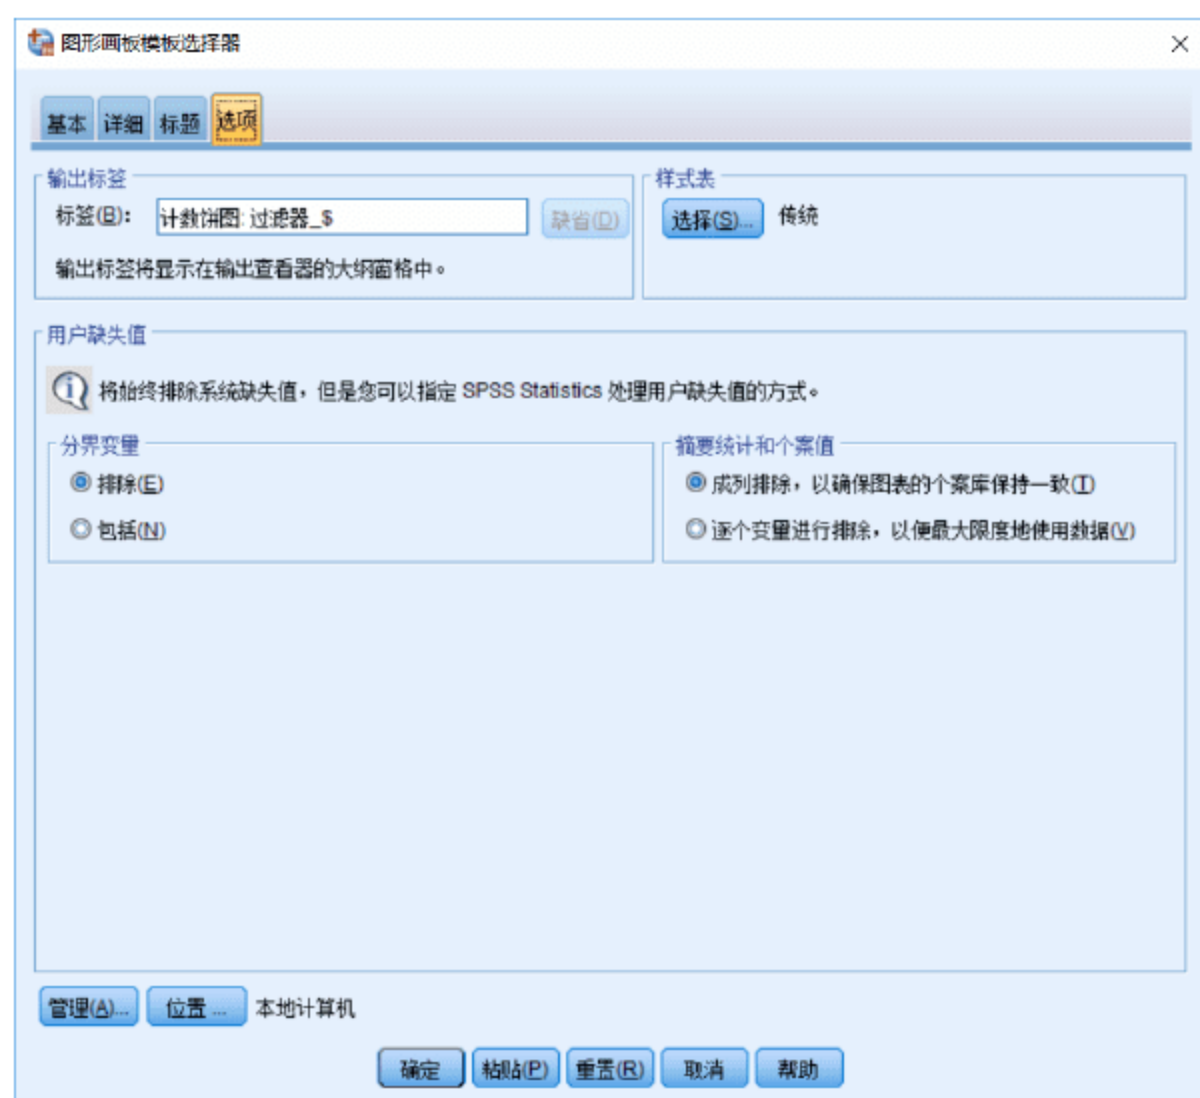 图形画板模板选择器
基本 详细 标题 选项
输出标签
标签(B): 计数饼图: 过滤器_$ 缺省(D)
输出标签将显示在输出查看器的大纲窗格中。
样式表
选择(S)... 传统
用户缺失值
将始终排除系统缺失值，但是您可以指定 SPSS Statistics 处理用户缺失值的方式。
分界变量
排除(E)
包括(N)
摘要统计和个案值
成列排除，以确保图表的个案库保持一致(T)
逐个变量进行排除，以便最大限度地使用数据(V)
管理(A)... 位置 ... 本地计算机
确定 粘贴(P) 重置(R) 取消 帮助